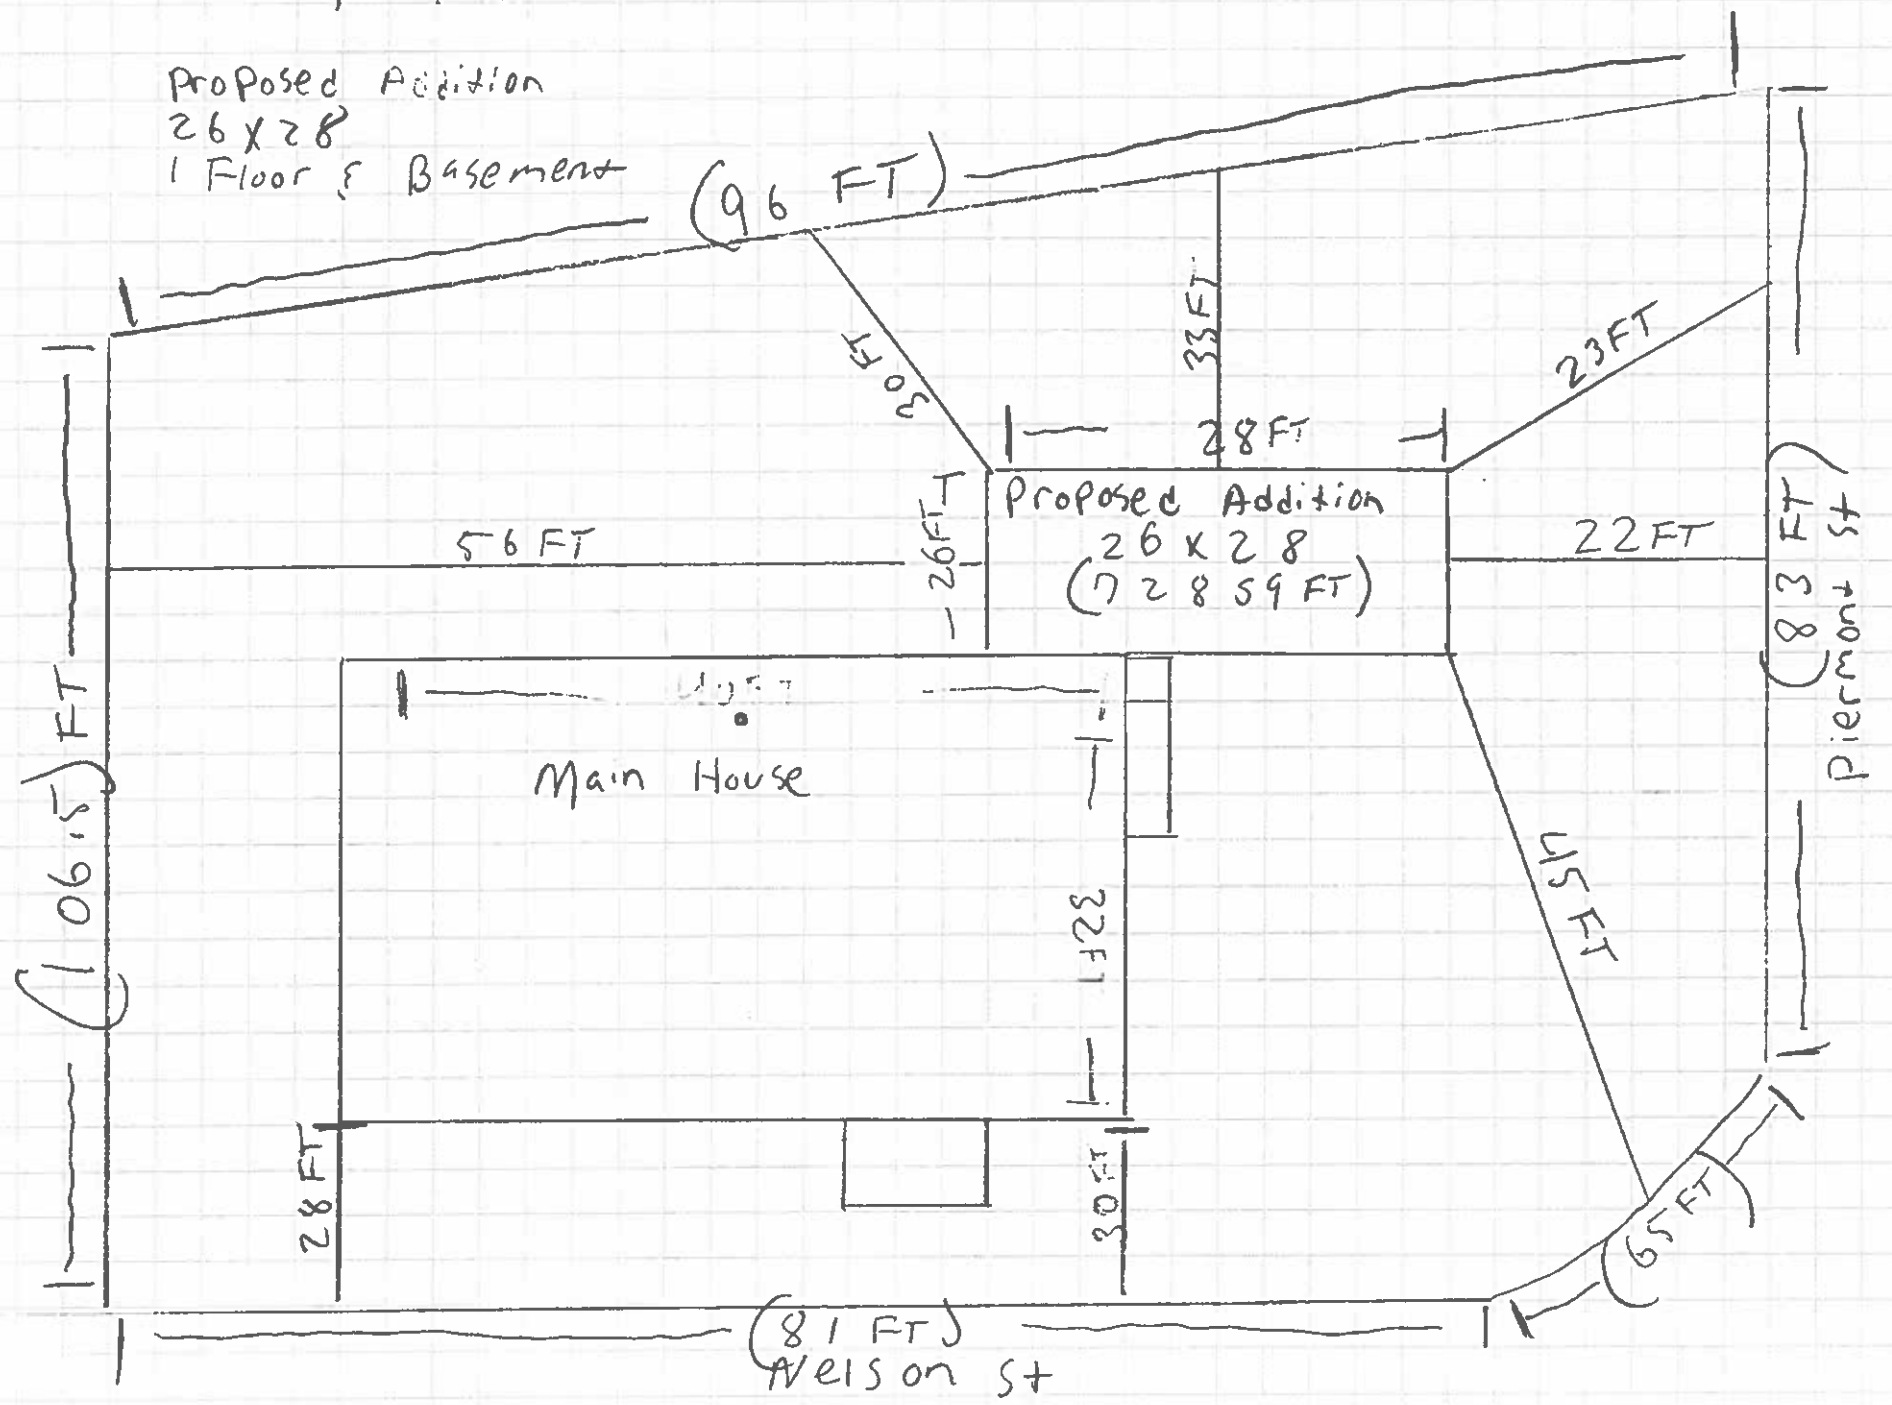 Proposed Addition
26 x 28
1 Floor & Basement
(96 FT)
33 FT
30 FT
23 FT
28 FT
26 FT
Proposed Addition
26 x 28
(728 SQ FT)
56 FT
22 FT
(83 FT)
Piermont St
(106.5) FT
Main House
32 FT
45 FT
28 FT
30 FT
65 FT
(81 FT)
Nelson St